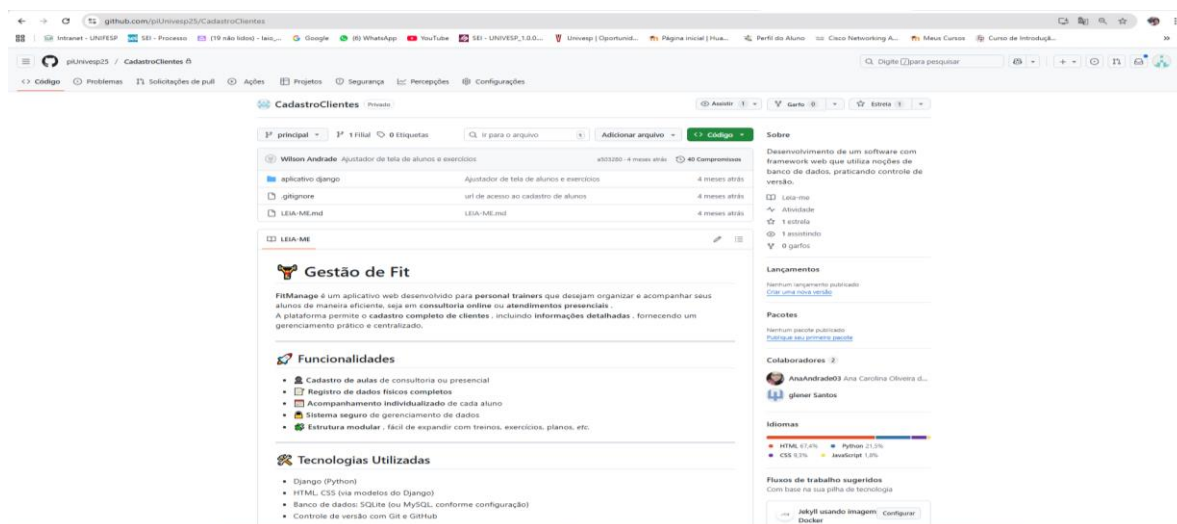 github.com/piUnivesp25/CadastroClientes
Intranet - UNIFESP
SEI - Processo
(19 não lidos) - laio_...
Google
(6) WhatsApp
YouTube
SEI - UNIVESP_1.0.0...
Univesp | Oportunid...
Página inicial | Hua...
Perfil do Aluno
Cisco Networking A...
Meus Cursos
Curso de Introduçã...
piUnivesp25 / CadastroClientes
Digite / para pesquisar
Código
Problemas
Solicitações de pull
Ações
Projetos
Segurança
Percepções
Configurações
CadastroClientes Privado
Assistir 1
Garfo 0
Estrela 1
principal
1 Filial
0 Etiquetas
Ir para o arquivo
Adicionar arquivo
Código
Wilson Andrade Ajustador de tela de alunos e exercícios
4 meses atrás
40 Compromissos
aplicativo django
Ajustador de tela de alunos e exercícios
4 meses atrás
.gitignore
url de acesso ao cadastro de alunos
4 meses atrás
LEIA-ME.md
LEIA-ME.md
4 meses atrás
LEIA-ME
Gestão de Fit
FitManage é um aplicativo web desenvolvido para personal trainers que desejam organizar e acompanhar seus
alunos de maneira eficiente, seja em consultoria online ou atendimentos presenciais .
A plataforma permite o cadastro completo de clientes , incluindo informações detalhadas , fornecendo um
gerenciamento prático e centralizado.
Funcionalidades
Cadastro de aulas de consultoria ou presencial
Registro de dados físicos completos
Acompanhamento individualizado de cada aluno
Sistema seguro de gerenciamento de dados
Estrutura modular , fácil de expandir com treinos, exercícios, planos, etc.
Tecnologias Utilizadas
Django (Python)
HTML, CSS (via modelos do Django)
Banco de dados: SQLite (ou MySQL, conforme configuração)
Controle de versão com Git e GitHub
Sobre
Desenvolvimento de um software com
framework web que utiliza noções de
banco de dados, praticando controle de
versão.
Leia-me
Atividade
1 estrela
1 assistindo
0 garfos
Lançamentos
Nenhum lançamento publicado
Criar uma nova versão
Pacotes
Nenhum pacote publicado
Publique seu primeiro pacote
Colaboradores 2
AnaAndrade03 Ana Carolina Oliveira d...
glener Santos
Idiomas
HTML 67,4%
Python 21,5%
CSS 9,3%
JavaScript 1,8%
Fluxos de trabalho sugeridos
Com base na sua pilha de tecnologia
Jekyll usando imagem
Docker
Configurar